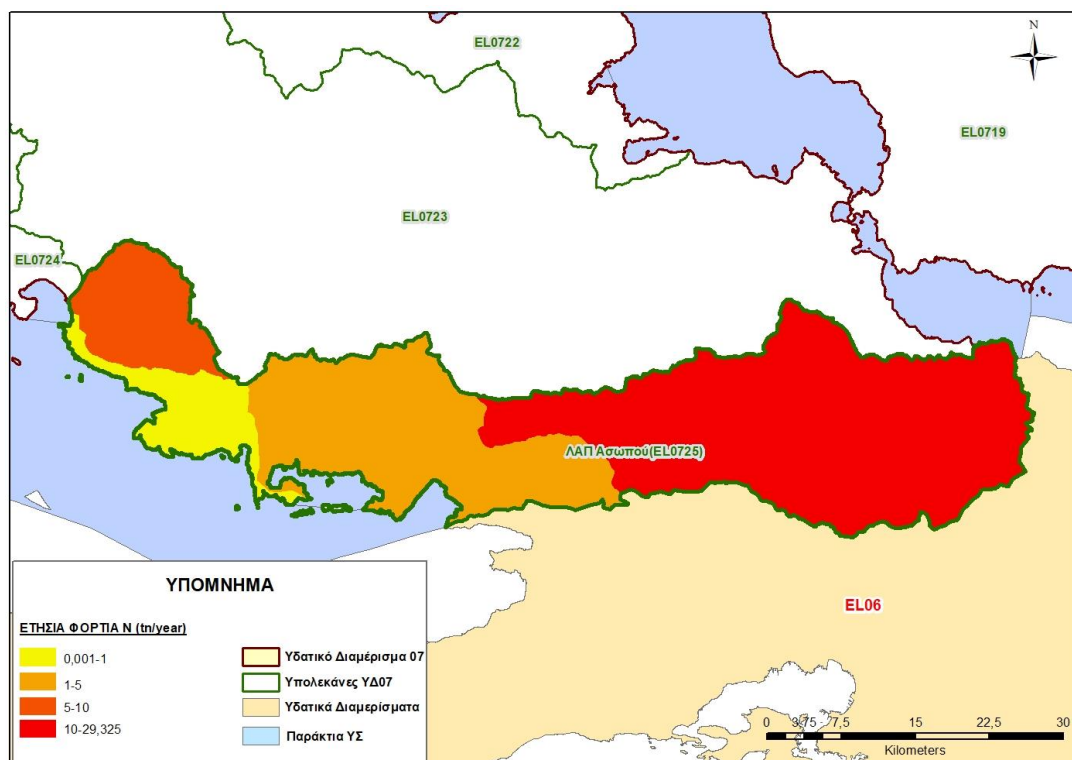 N
EL0722
EL0719
EL0723
EL0724
ΛΑΠ Ασωπού(EL0725)
EL06
ΥΠΟΜΝΗΜΑ
ΕΤΗΣΙΑ ΦΟΡΤΙΑ Ν (tn/year)
0,001-1
1-5
5-10
10-29,325
Υδατικό Διαμέρισμα 07
Υπολεκάνες ΥΔ07
Υδατικά Διαμερίσματα
Παράκτια ΥΣ
0 3,75 7,5 15 22,5 30
Kilometers